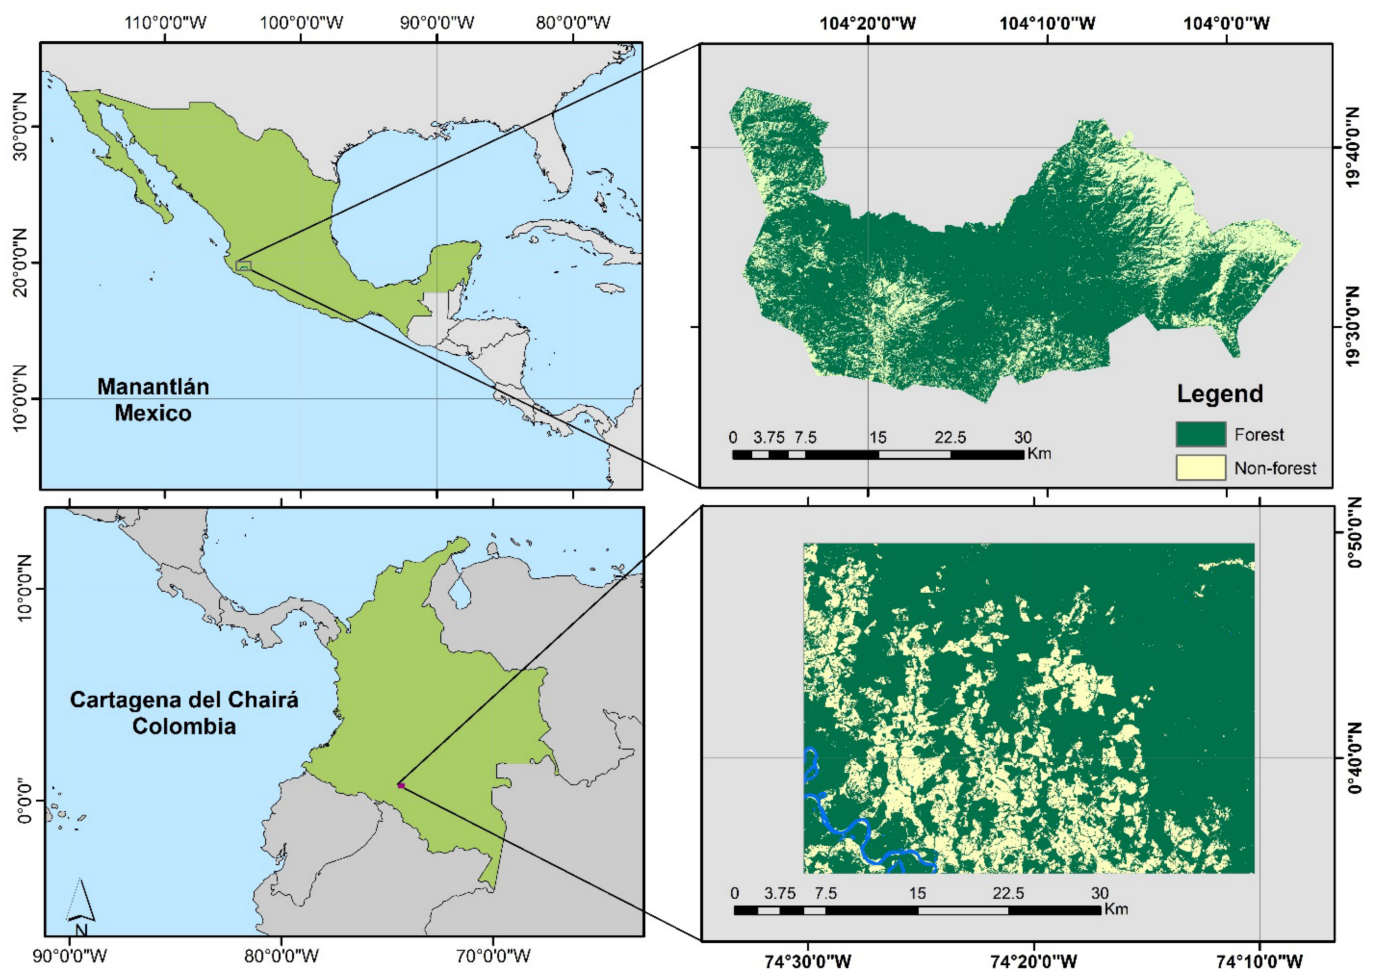 110°0'0"W 100°0'0"W 90°0'0"W 80°0'0"W
104°20'0"W 104°10'0"W 104°0'0"W
30°0'0"N
20°0'0"N
10°0'0"N
Manantlán
Mexico
19°40'0"N
19°30'0"N
Legend
Forest
Non-forest
0 3.75 7.5 15 22.5 30
Km
10°0'0"N
0°0'0"
Cartagena del Chairá
Colombia
N
90°0'0"W 80°0'0"W 70°0'0"W
0°50'0"N
0°40'0"N
0 3.75 7.5 15 22.5 30
Km
74°30'0"W 74°20'0"W 74°10'0"W